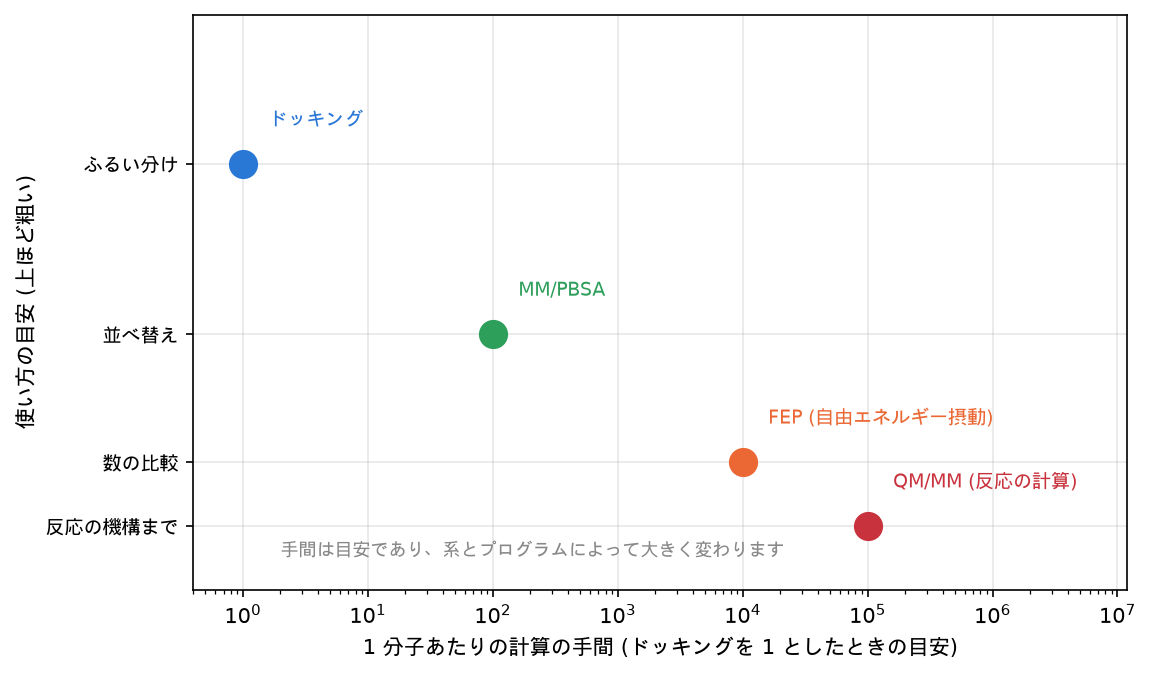 使い方の目安 (上ほど粗い)
ふるい分け
並べ替え
数の比較
反応の機構まで
ドッキング
MM/PBSA
FEP (自由エネルギー摂動)
QM/MM (反応の計算)
手間は目安であり、系とプログラムによって大きく変わります
10⁰ 10¹ 10² 10³ 10⁴ 10⁵ 10⁶ 10⁷
1 分子あたりの計算の手間 (ドッキングを 1 としたときの目安)